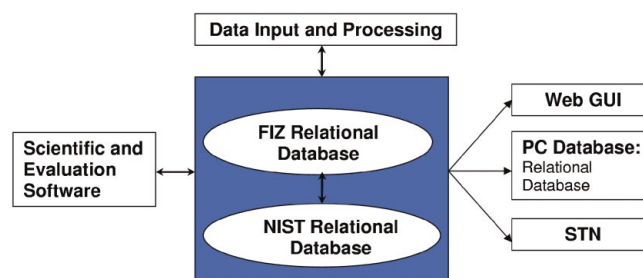 Data Input and Processing
FIZ Relational
Database
NIST Relational
Database
Scientific and
Evaluation
Software
Web GUI
PC Database:
Relational
Database
STN